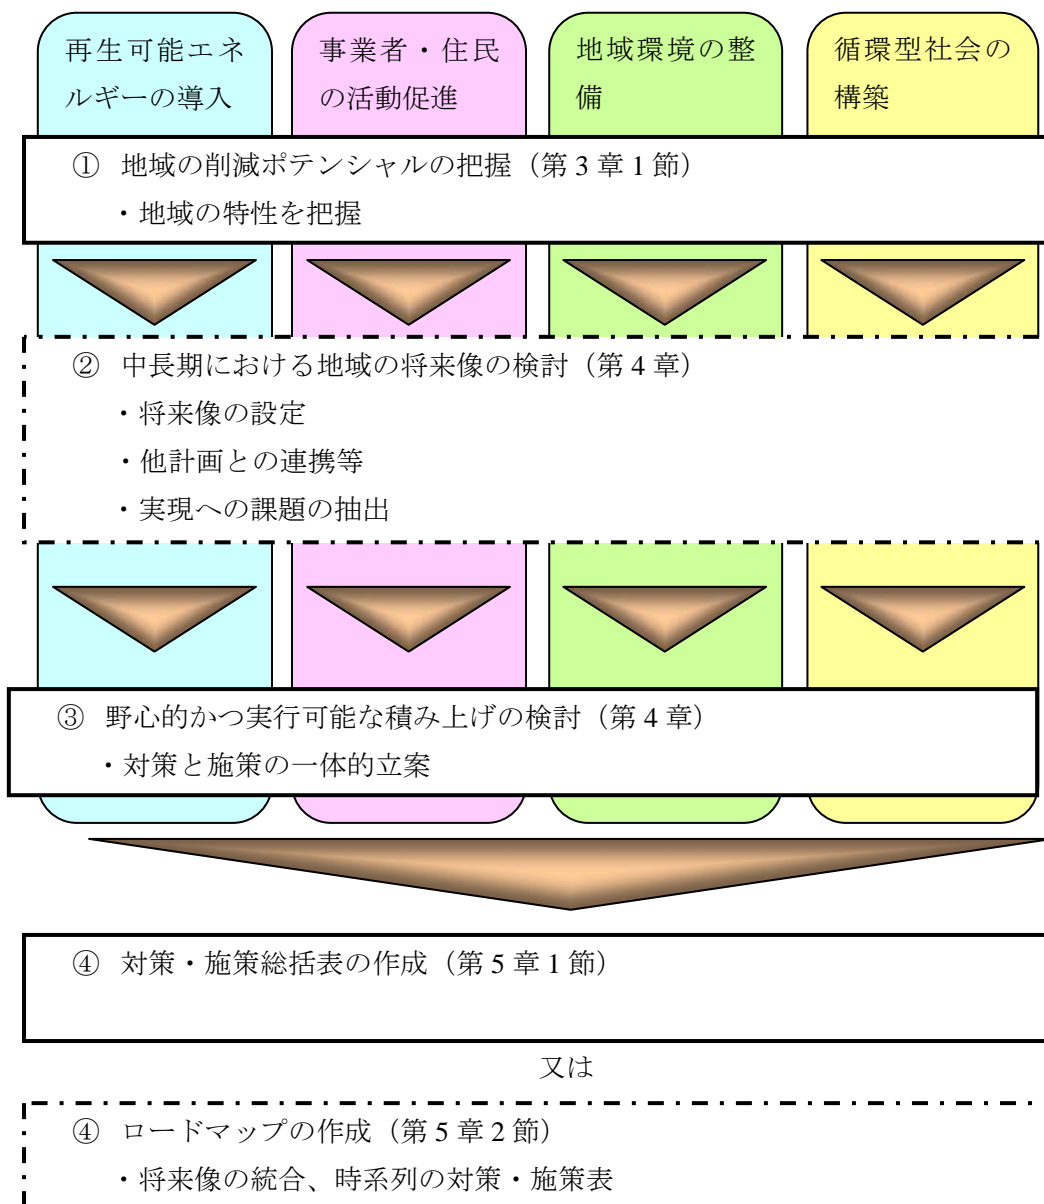 再生可能エネ
ルギーの導入
事業者・住民
の活動促進
地域環境の整
備
循環型社会の
構築
① 地域の削減ポテンシャルの把握（第 3 章 1 節）
・地域の特性を把握
② 中長期における地域の将来像の検討（第 4 章）
・将来像の設定
・他計画との連携等
・実現への課題の抽出
③ 野心的かつ実行可能な積み上げの検討（第 4 章）
・対策と施策の一体的立案
④ 対策・施策総括表の作成（第 5 章 1 節）
又は
④ ロードマップの作成（第 5 章 2 節）
・将来像の統合、時系列の対策・施策表